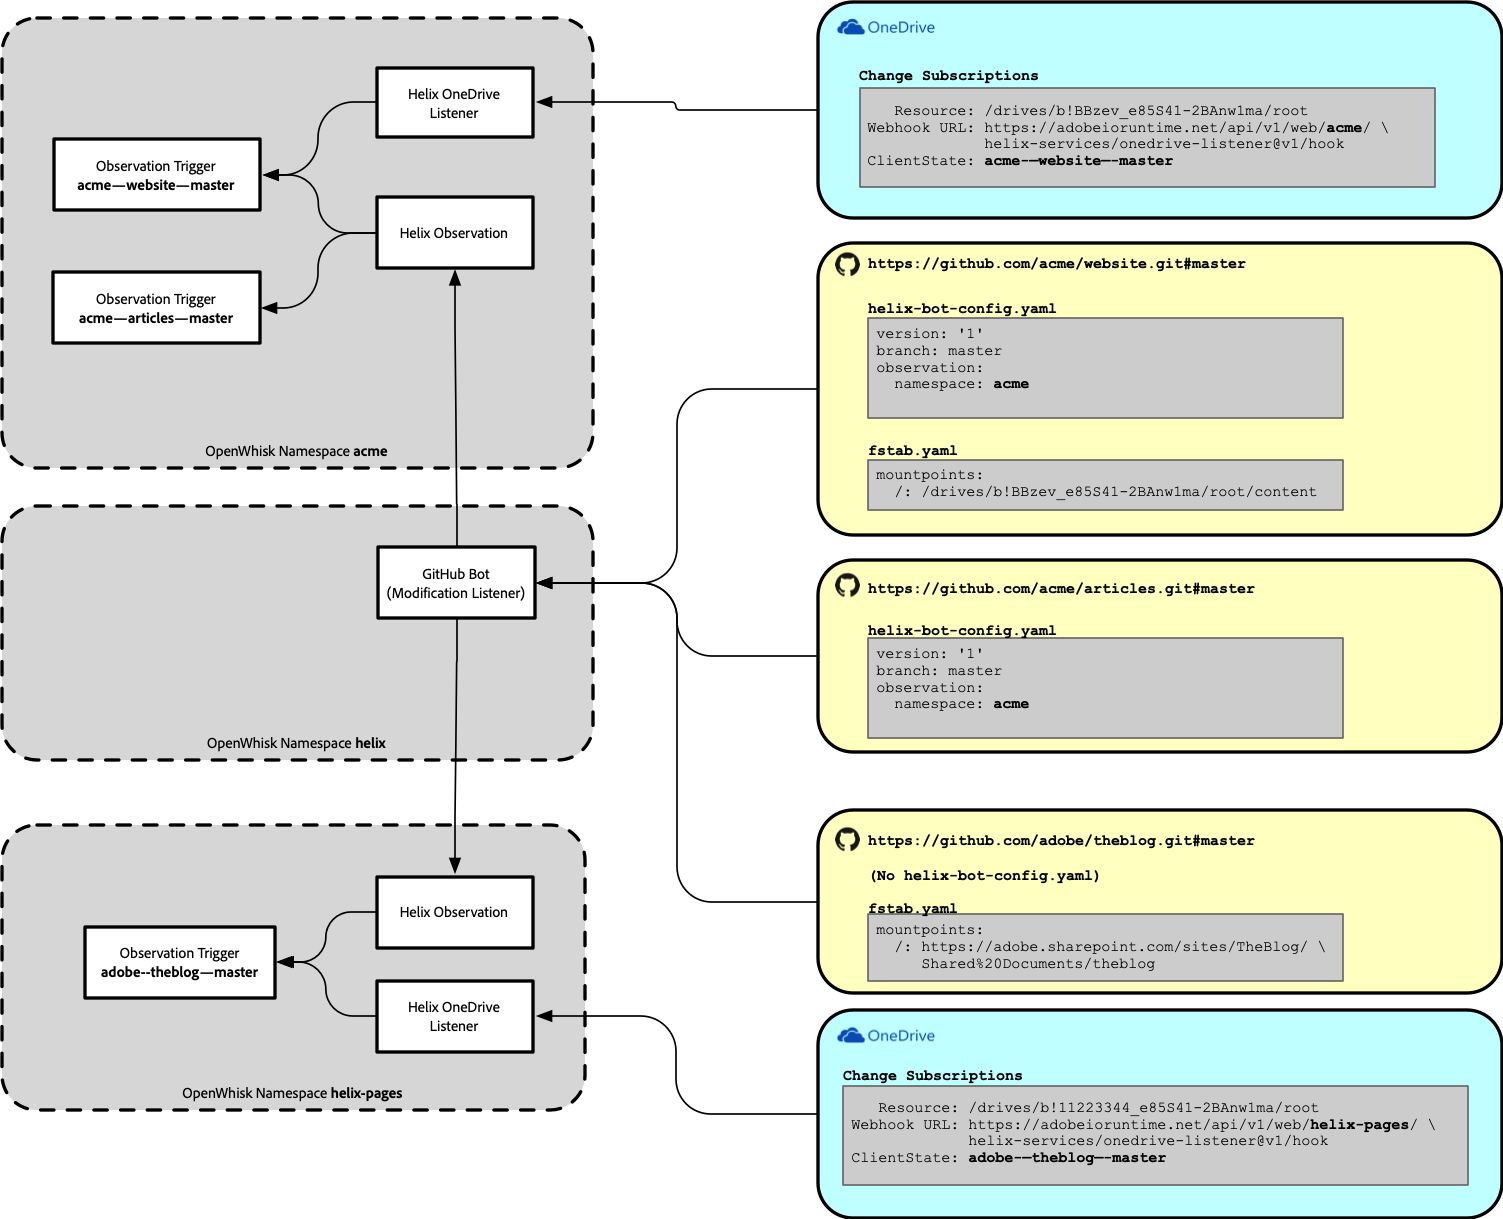 Helix OneDrive
Listener
Observation Trigger
acme—website—master
Helix Observation
Observation Trigger
acme—articles—master
OpenWhisk Namespace acme
GitHub Bot
(Modification Listener)
OpenWhisk Namespace helix
Helix Observation
Observation Trigger
adobe--theblog—master
Helix OneDrive
Listener
OpenWhisk Namespace helix-pages
OneDrive
Change Subscriptions
Resource: /drives/b!BBzev_e85S41-2BAnw1ma/root
Webhook URL: https://adobeioruntime.net/api/v1/web/acme/ \
helix-services/onedrive-listener@v1/hook
ClientState: acme-—website—-master
https://github.com/acme/website.git#master
helix-bot-config.yaml
version: '1'
branch: master
observation:
namespace: acme
fstab.yaml
mountpoints:
/: /drives/b!BBzev_e85S41-2BAnw1ma/root/content
https://github.com/acme/articles.git#master
helix-bot-config.yaml
version: '1'
branch: master
observation:
namespace: acme
https://github.com/adobe/theblog.git#master
(No helix-bot-config.yaml)
fstab.yaml
mountpoints:
/: https://adobe.sharepoint.com/sites/TheBlog/ \
Shared%20Documents/theblog
OneDrive
Change Subscriptions
Resource: /drives/b!11223344_e85S41-2BAnw1ma/root
Webhook URL: https://adobeioruntime.net/api/v1/web/helix-pages/ \
helix-services/onedrive-listener@v1/hook
ClientState: adobe-—theblog—-master